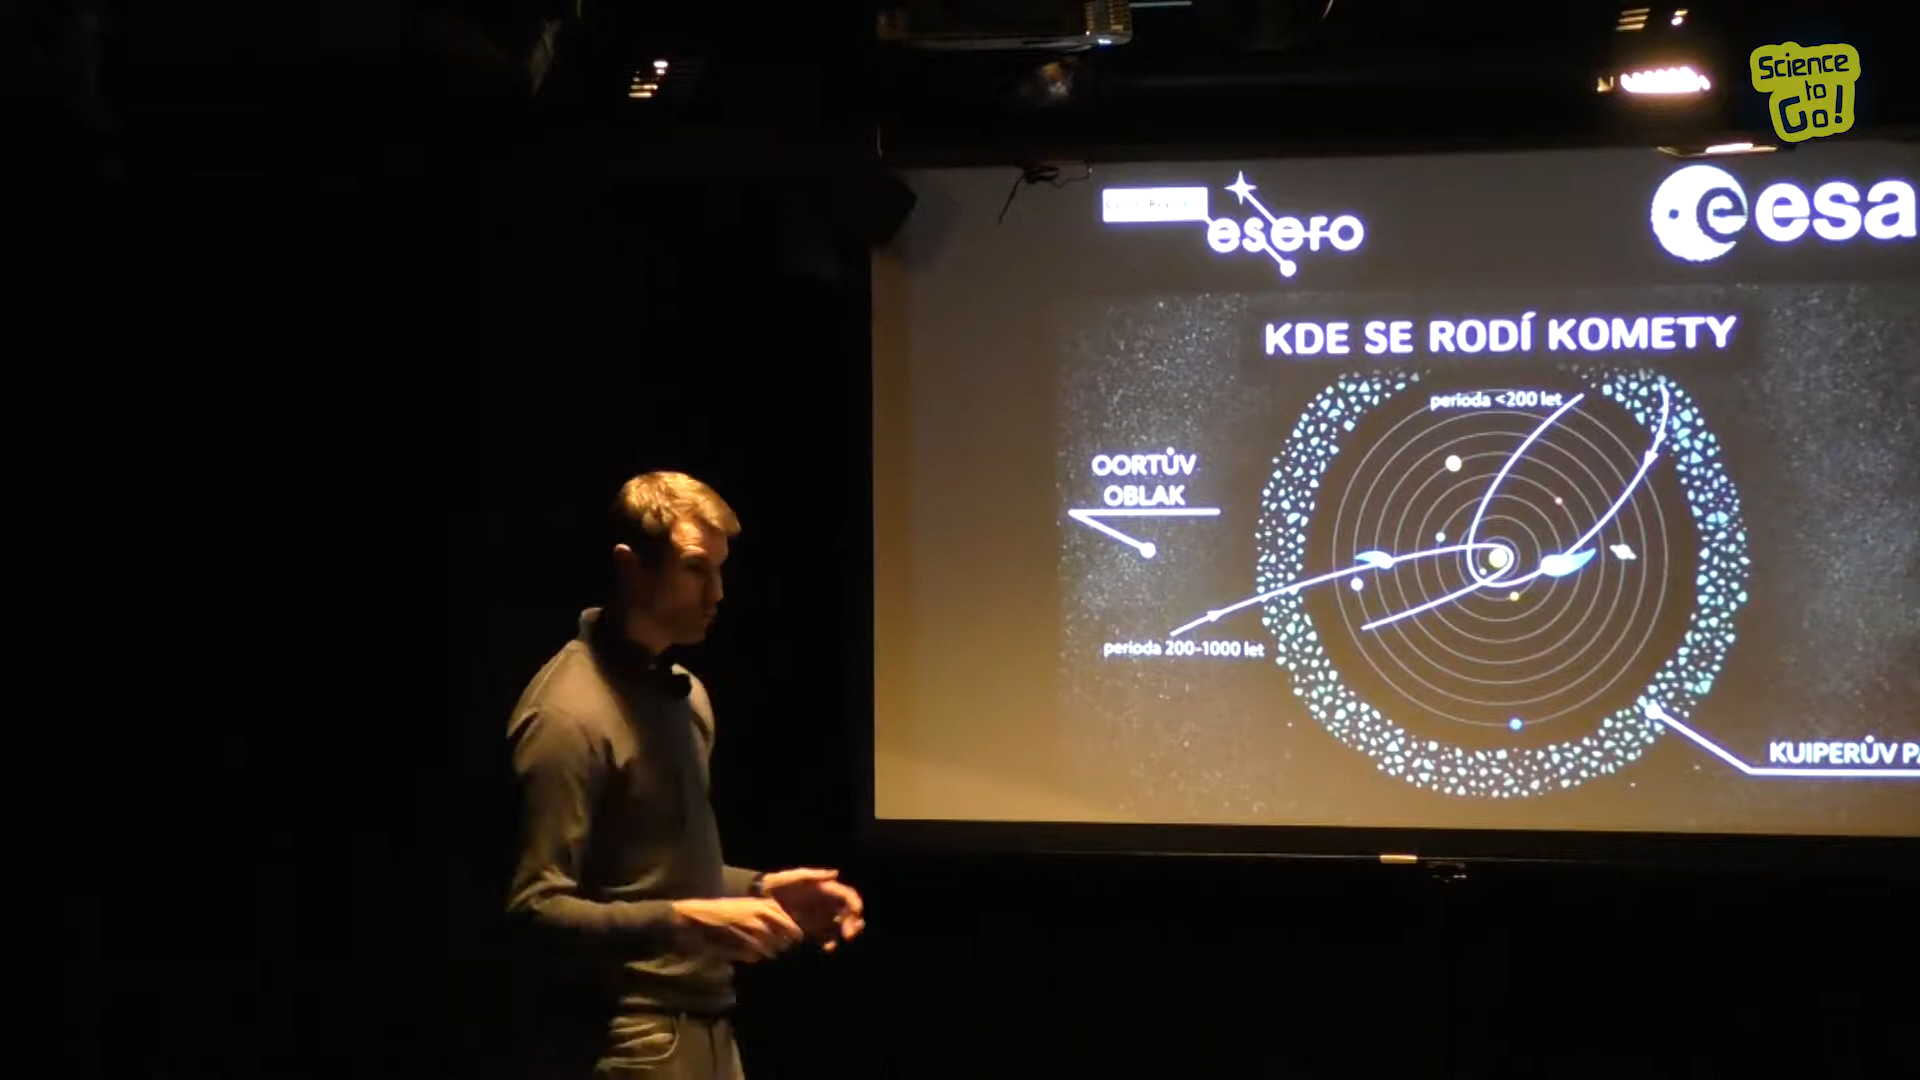 Science
to
Go!
esero
esa
KDE SE RODÍ KOMETY
perioda <200 let
OORTŮV
OBLAK
perioda 200-1000 let
KUIPERŮV PÁ